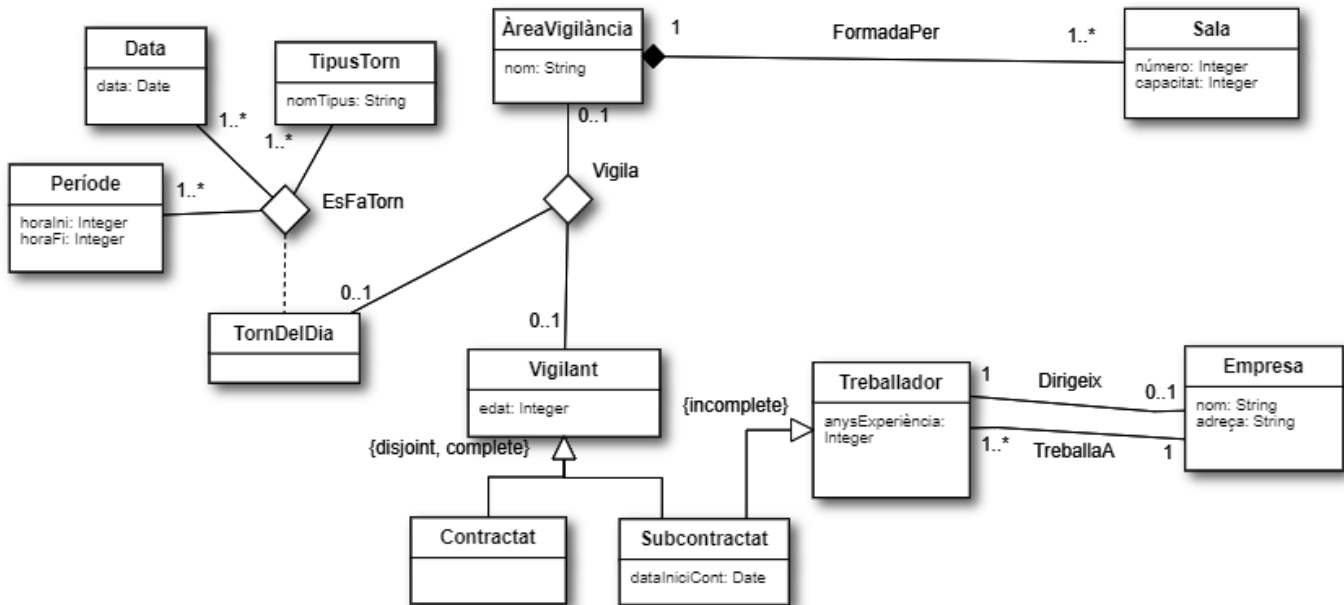 Data
data: Date
TipusTorn
nomTipus: String
ÀreaVigilància
nom: String
1
FormadaPer
1..*
Sala
número: Integer
capacitat: Integer
1..*
1..*
0..1
Vigila
Període
horaIni: Integer
horaFi: Integer
1..*
EsFaTorn
0..1
0..1
TornDelDia
Vigilant
edat: Integer
{disjoint, complete}
{incomplete}
Treballador
anysExperiència:
Integer
1
Dirigeix
0..1
1..*
TreballaA
1
Empresa
nom: String
adreça: String
Contractat
Subcontractat
dataIniciCont: Date